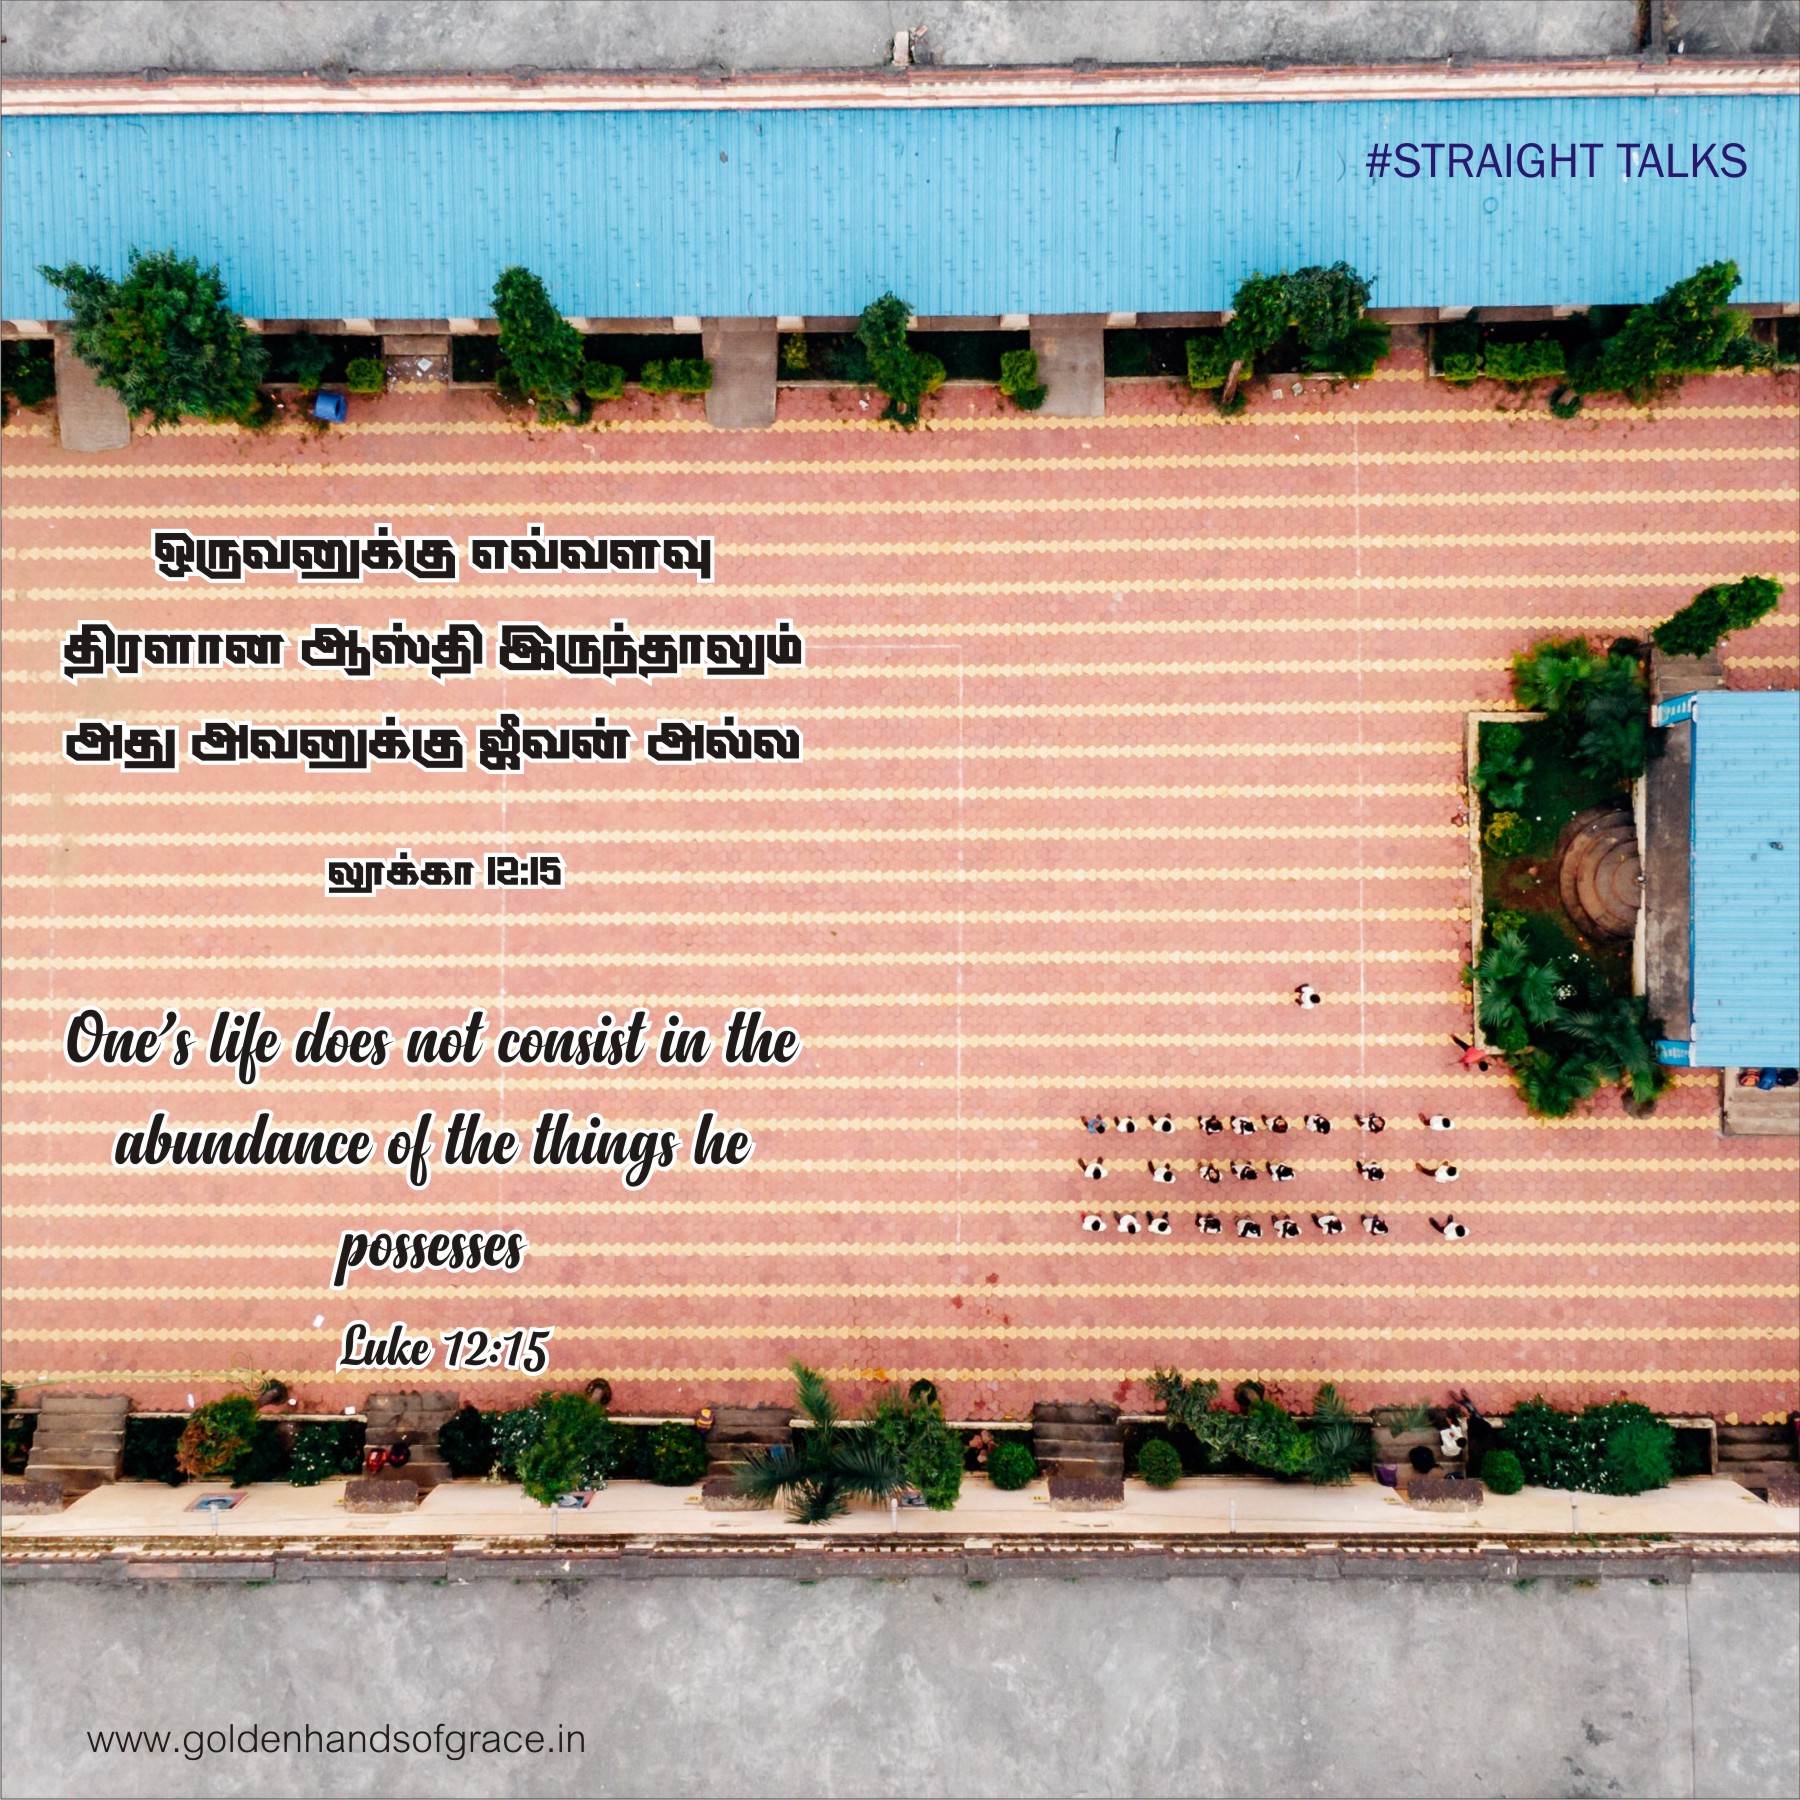 #STRAIGHT TALKS
ஒருவனுக்கு எவ்வளவு
திரளான ஆஸ்தி இருந்தாலும்
அது அவனுக்கு ஜீவன் அல்ல
லூக்கா 12:15
One's life does not consist in the
abundance of the things he
possesses
Luke 12:15
www.goldenhandsofgrace.in